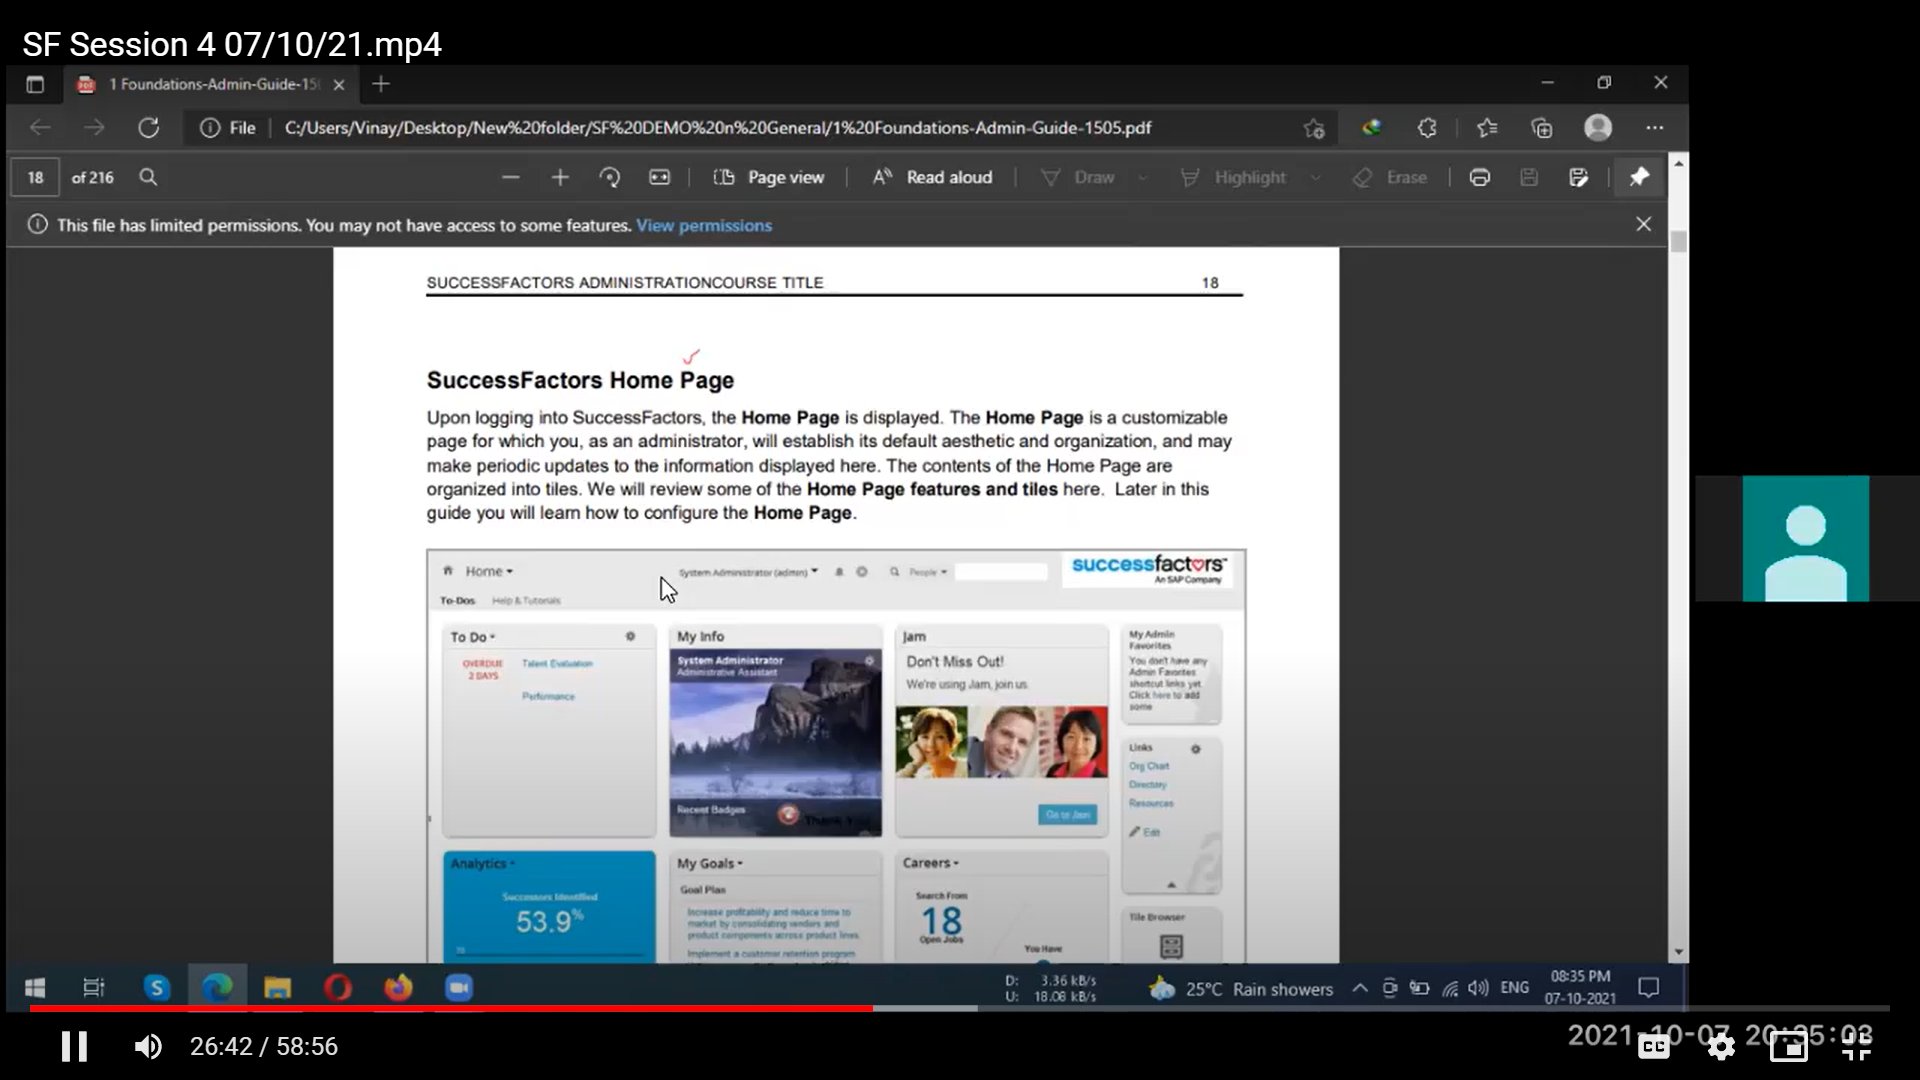 SF Session 4 07/10/21.mp4
1 Foundations-Admin-Guide-15
File C:/Users/Vinay/Desktop/New%20folder/SF%20DEMO%20n%20General/1%20Foundations-Admin-Guide-1505.pdf
18 of 216 Page view Read aloud Draw Highlight Erase
This file has limited permissions. You may not have access to some features. View permissions
SUCCESSFACTORS ADMINISTRATIONCOURSE TITLE 18
SuccessFactors Home Page
Upon logging into SuccessFactors, the Home Page is displayed. The Home Page is a customizable
page for which you, as an administrator, will establish its default aesthetic and organization, and may
make periodic updates to the information displayed here. The contents of the Home Page are
organized into tiles. We will review some of the Home Page features and tiles here. Later in this
guide you will learn how to configure the Home Page.
Home System Administrator (admin) People successfactors™
An SAP Company
To-Dos Help & Tutorials
To Do
OVERDUE
2 DAYS
Talent Evaluation
Performance
My Info
System Administrator
Administrative Assistant
Recent Badges
Jam
Don't Miss Out!
We're using Jam, join us.
Go to Jam
My Admin
Favorites
You don't have any
Admin Favorites
shortcut links yet.
Click here to add
some
Links
Org Chart
Directory
Resources
Edit
Analytics
Successors Identified
53.9%
My Goals
Goal Plan
Increase profitability and reduce time to
market by consolidating vendors and
product components across product lines.
Implement a customer retention program
Careers
Search From
18
Open Jobs
You Have
Tile Browser
D: 3.36 kB/s
U: 18.08 kB/s
25°C Rain showers
ENG
08:35 PM
07-10-2021
26:42 / 58:56
2021-10-07 20:35:03
CC